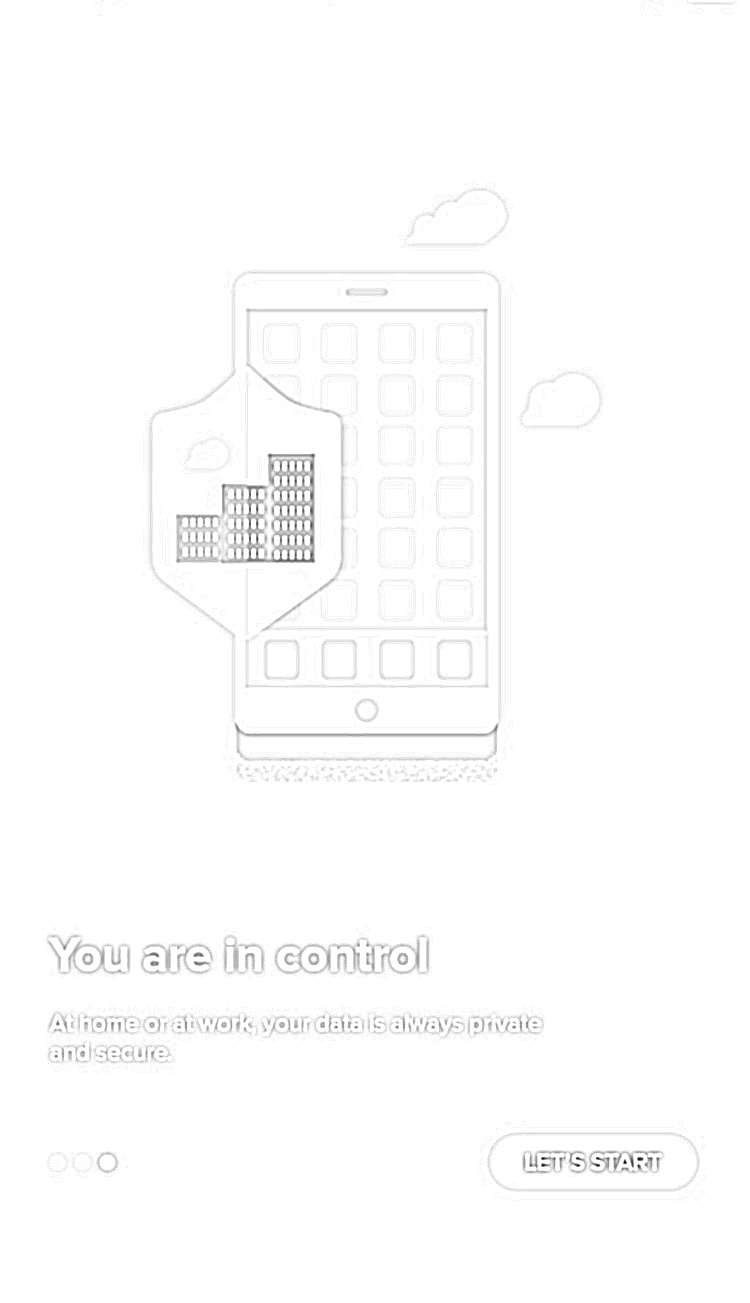 You are in control
At home or at work, your data is always private
and secure.
LET'S START